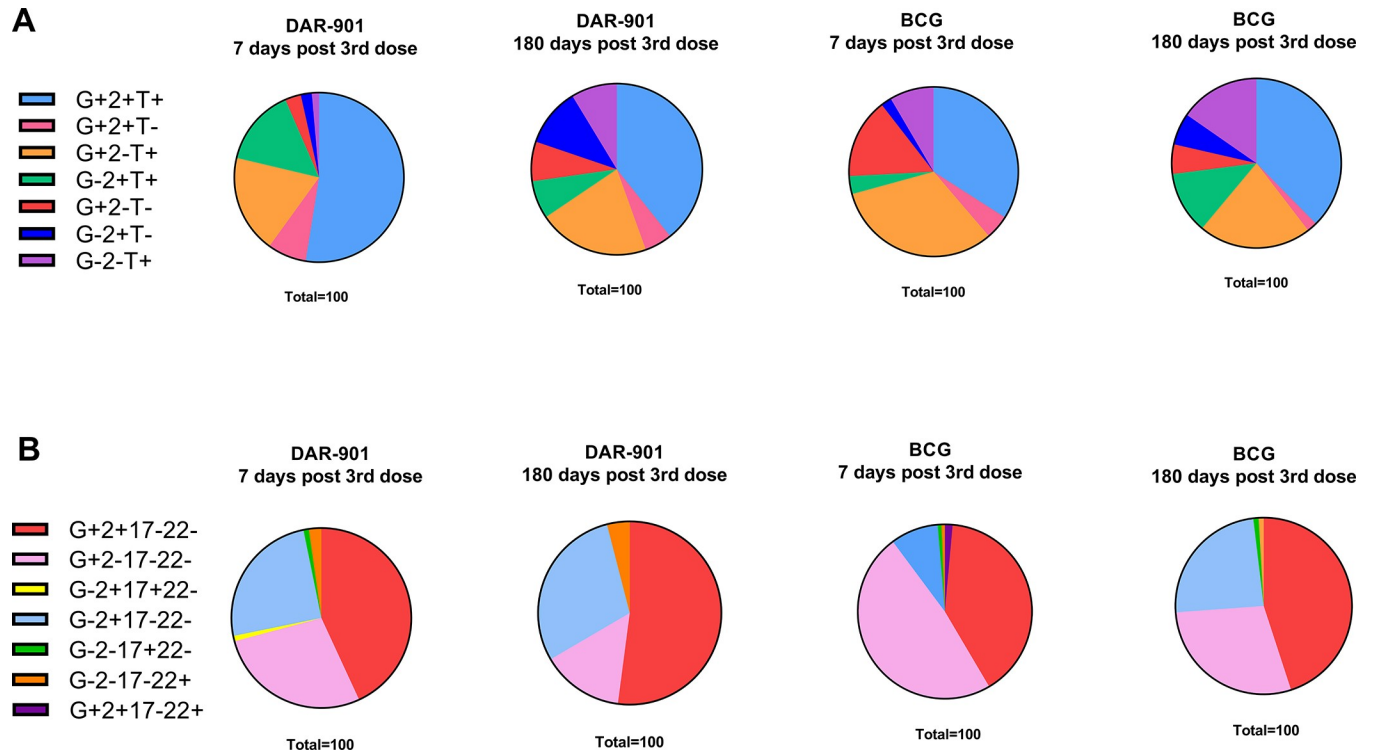 A
DAR-901
7 days post 3rd dose
DAR-901
180 days post 3rd dose
BCG
7 days post 3rd dose
BCG
180 days post 3rd dose
G+2+T+
G+2+T-
G+2-T+
G-2+T+
G+2-T-
G-2+T-
G-2-T+
Total=100
Total=100
Total=100
Total=100
B
DAR-901
7 days post 3rd dose
DAR-901
180 days post 3rd dose
BCG
7 days post 3rd dose
BCG
180 days post 3rd dose
G+2+17-22-
G+2-17-22-
G-2+17+22-
G-2+17-22-
G-2-17+22-
G-2-17-22+
G+2+17-22+
Total=100
Total=100
Total=100
Total=100